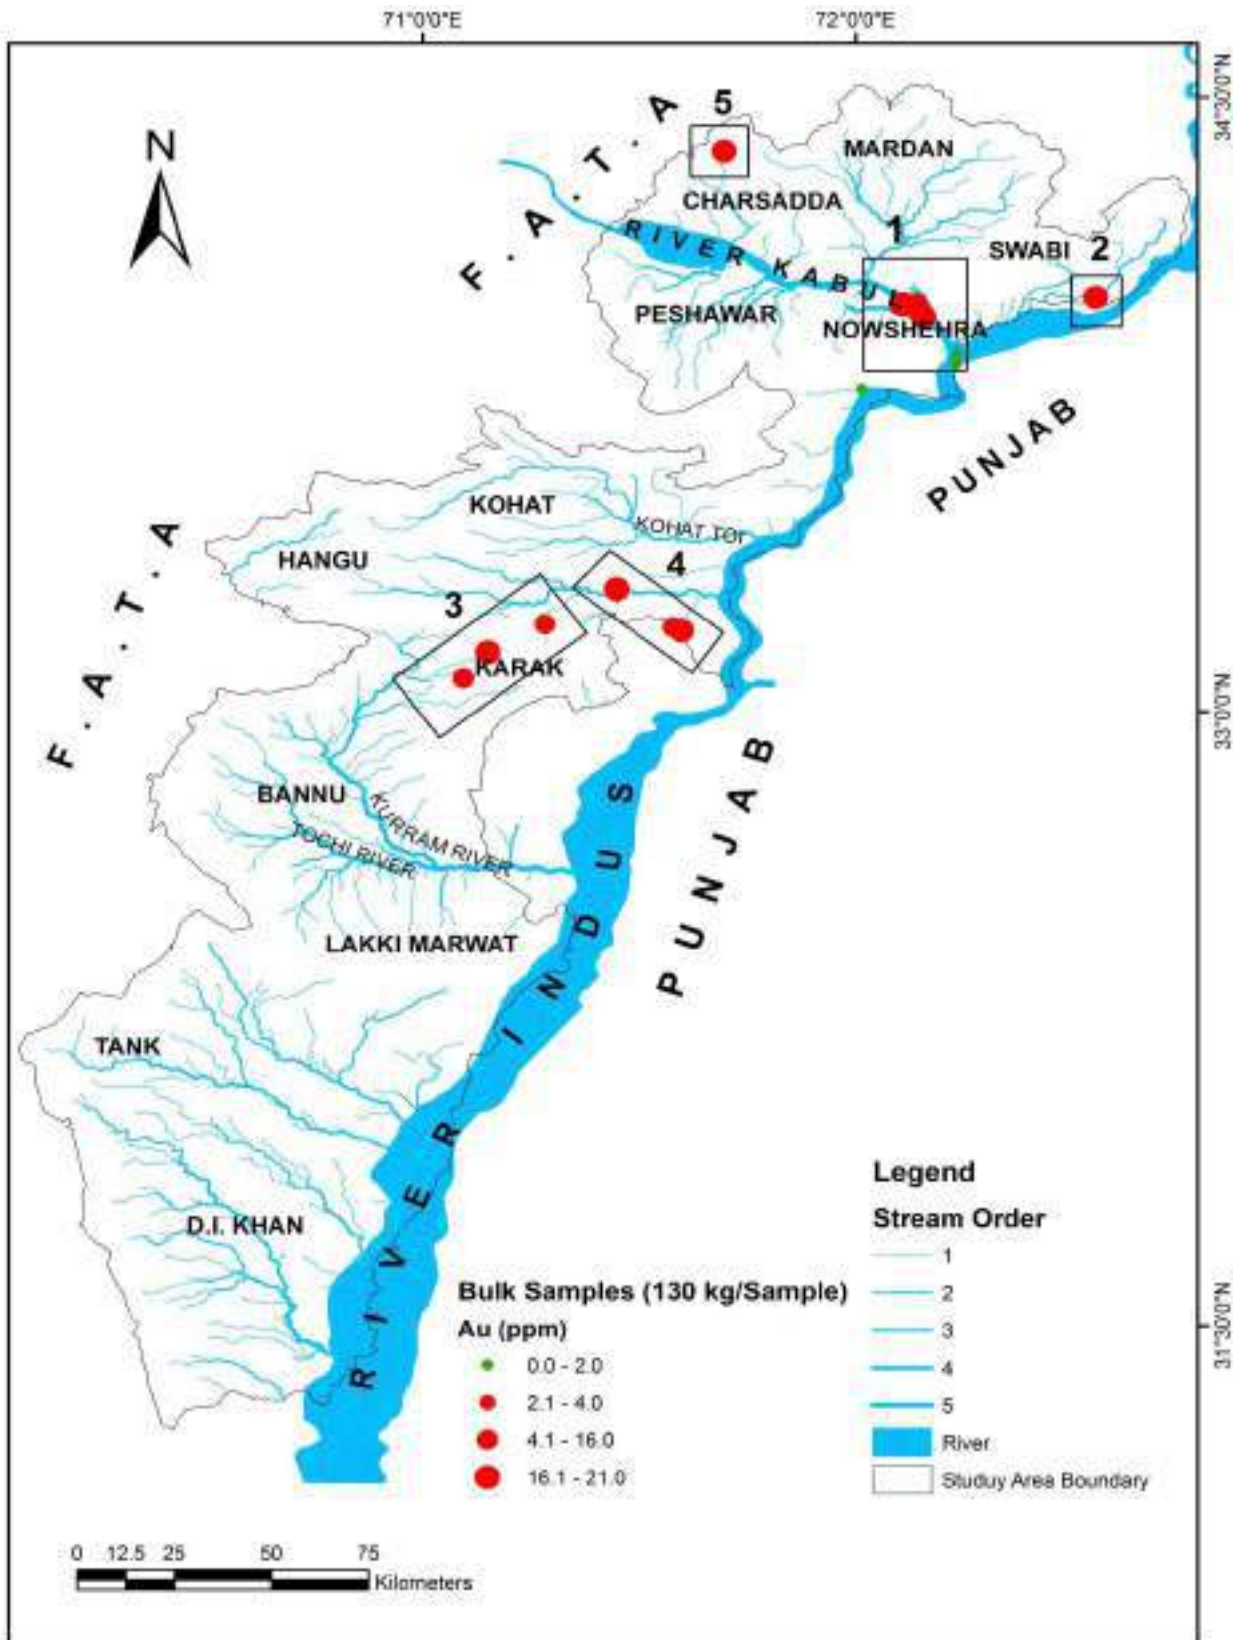 71°0'0"E
72°0'0"E
34°30'0"N
33°0'0"N
31°30'0"N
N
F . A . T . A
5
MARDAN
CHARSADDA
1
SWABI
2
RIVER KABUL
PESHAWAR
NOWSHEHRA
PUNJAB
KOHAT
KOHAT TOI
HANGU
F . A . T . A
4
3
KARAK
PUNJAB
BANNU
KURRAM RIVER
TOCHI RIVER
LAKKI MARWAT
RIVER INDUS
TANK
D.I. KHAN
Legend
Stream Order
1
2
3
4
5
River
Studuy Area Boundary
Bulk Samples (130 kg/Sample)
Au (ppm)
0.0 - 2.0
2.1 - 4.0
4.1 - 16.0
16.1 - 21.0
0 12.5 25 50 75
Kilometers